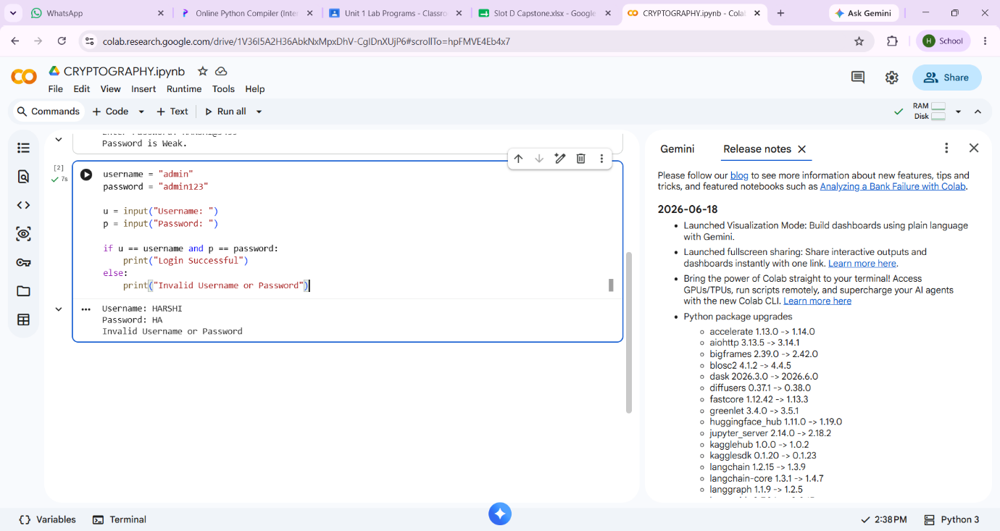 WhatsApp
Online Python Compiler (Inter
Unit 1 Lab Programs - Classro
Slot D Capstone.xlsx - Google
CRYPTOGRAPHY.ipynb - Cola
Ask Gemini
colab.research.google.com/drive/1V36I5A2H36AbkNxMpxDhV-CgIDnXUjP6#scrollTo=hpFMVE4Eb4x7
H School
CO
CRYPTOGRAPHY.ipynb
File Edit View Insert Runtime Tools Help
Share
Commands + Code + Text Run all
RAM
Disk
Password is Weak.
[2]
7s
username = "admin"
password = "admin123"
u = input("Username: ")
p = input("Password: ")
if u == username and p == password:
print("Login Successful")
else:
print("Invalid Username or Password")
Username: HARSHI
Password: HA
Invalid Username or Password
Gemini
Release notes
Please follow our blog to see more information about new features, tips and
tricks, and featured notebooks such as Analyzing a Bank Failure with Colab.
2026-06-18
Launched Visualization Mode: Build dashboards using plain language
with Gemini.
Launched fullscreen sharing: Share interactive outputs and
dashboards instantly with one link. Learn more here.
Bring the power of Colab straight to your terminal! Access
GPUs/TPUs, run scripts remotely, and supercharge your AI agents
with the new Colab CLI. Learn more here
Python package upgrades
accelerate 1.13.0 -> 1.14.0
aiohttp 3.13.5 -> 3.14.1
bigframes 2.39.0 -> 2.42.0
blosc2 4.1.2 -> 4.4.5
dask 2026.3.0 -> 2026.6.0
diffusers 0.37.1 -> 0.38.0
fastcore 1.12.42 -> 1.13.3
greenlet 3.4.0 -> 3.5.1
huggingface_hub 1.11.0 -> 1.19.0
jupyter_server 2.14.0 -> 2.18.2
kagglehub 1.0.0 -> 1.0.2
kagglesdk 0.1.20 -> 0.1.23
langchain 1.2.15 -> 1.3.9
langchain-core 1.3.1 -> 1.4.7
langgraph 1.1.9 -> 1.2.5
Variables
Terminal
2:38 PM
Python 3